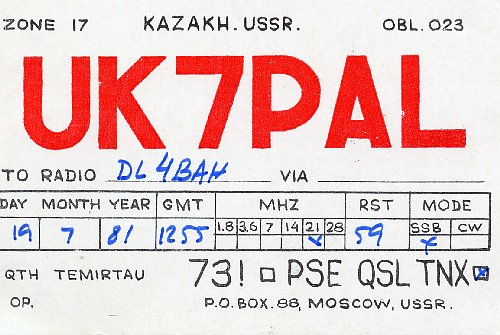 ZONE 17 KAZAKH. USSR. OBL. 023
UK7PAL
TO RADIO DL4BAH VIA
DAY MONTH YEAR GMT MHZ RST MODE
1.8 3.6 7 14 21 28 SSB CW
19 7 81 1255 59
QTH TEMIRTAU 73! PSE QSL TNX
OP. P.O.BOX.88, MOSCOW, USSR.